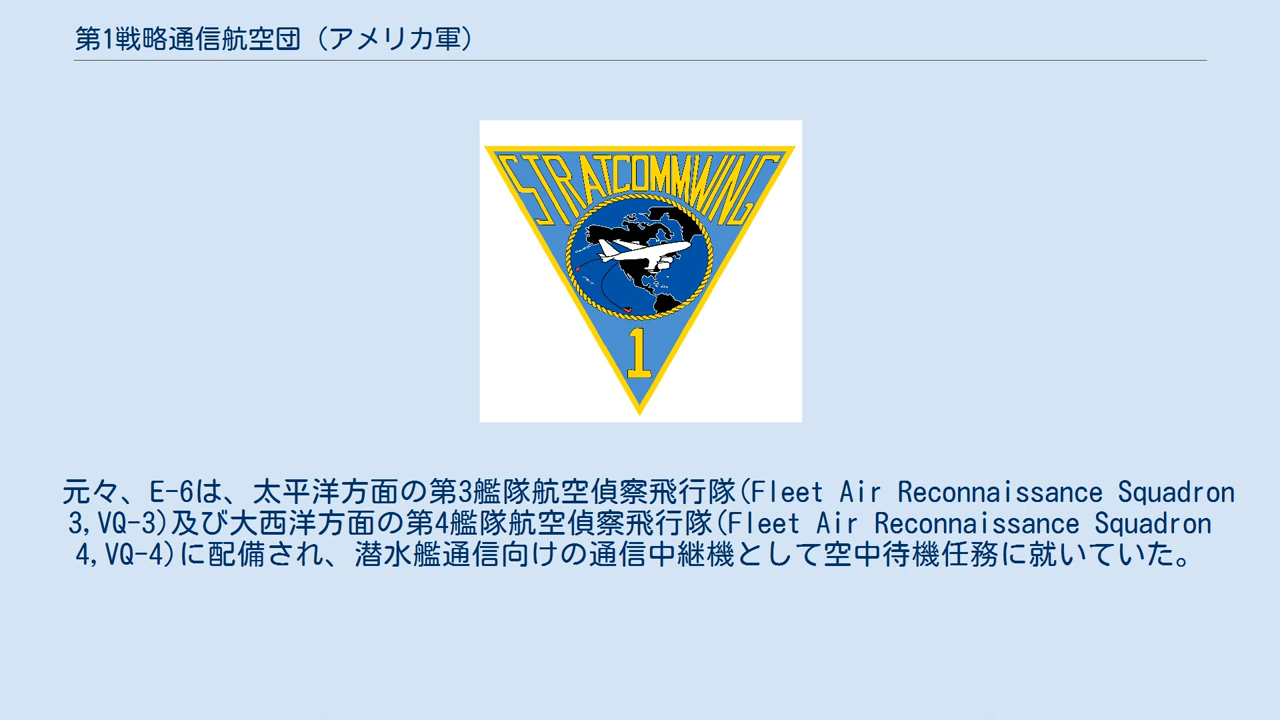 第1戦略通信航空団（アメリカ軍）
STRATCOMMWING
1
元々、E-6は、太平洋方面の第3艦隊航空偵察飛行隊(Fleet Air Reconnaissance Squadron
3,VQ-3)及び大西洋方面の第4艦隊航空偵察飛行隊(Fleet Air Reconnaissance Squadron
4,VQ-4)に配備され、潜水艦通信向けの通信中継機として空中待機任務に就いていた。